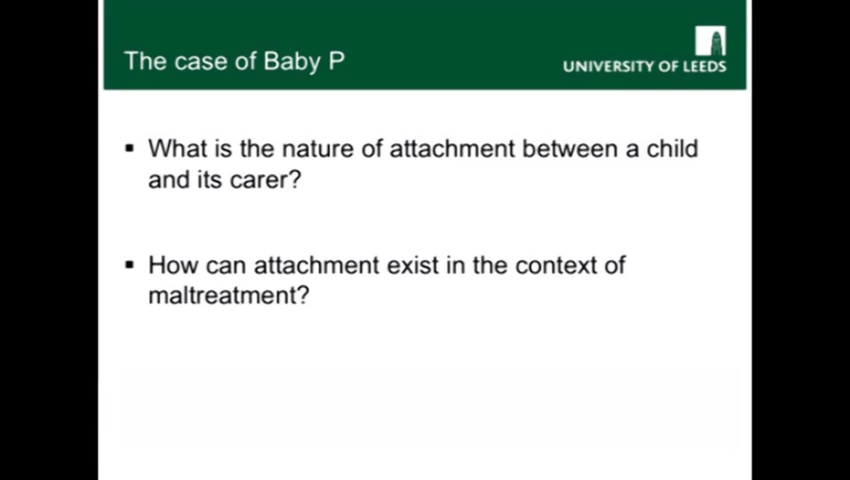 The case of Baby P
UNIVERSITY OF LEEDS
▪ What is the nature of attachment between a child
and its carer?
▪ How can attachment exist in the context of
maltreatment?